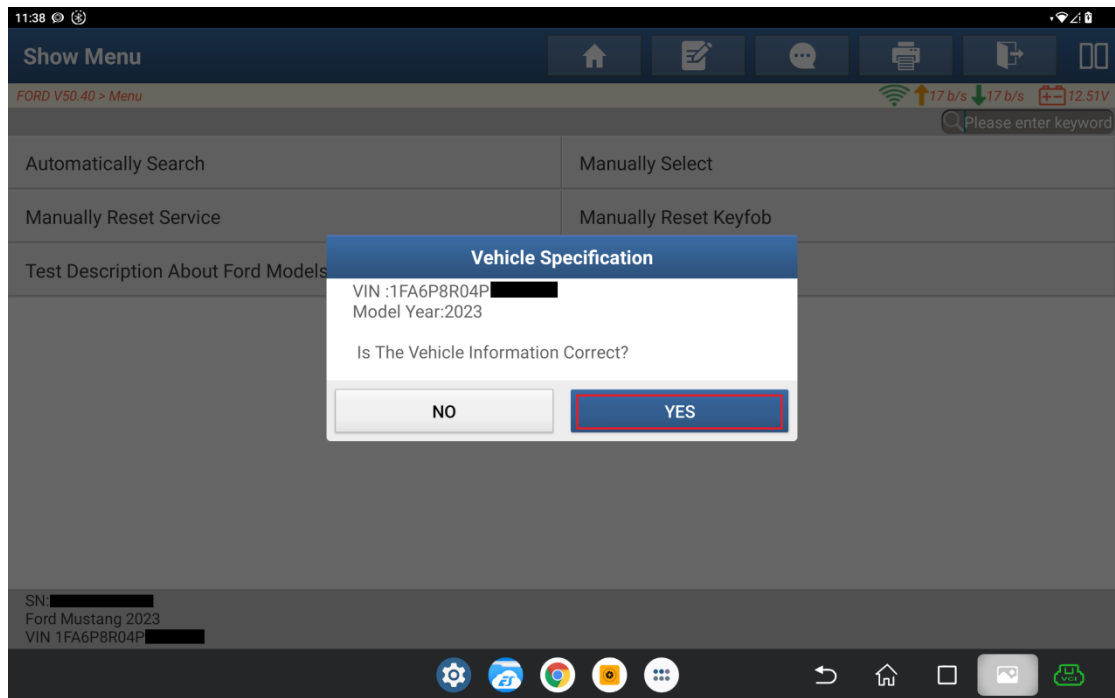 11:38
Show Menu
FORD V50.40 > Menu
17 b/s 17 b/s 12.51V
Please enter keyword
Automatically Search
Manually Select
Manually Reset Service
Manually Reset Keyfob
Test Description About Ford Models
Vehicle Specification
VIN :1FA6P8R04P
Model Year:2023
Is The Vehicle Information Correct?
NO
YES
SN:
Ford Mustang 2023
VIN 1FA6P8R04P
ES
VCI